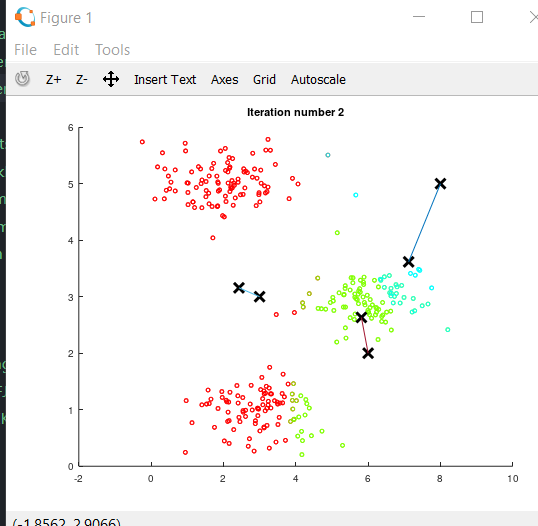 Figure 1
File Edit Tools
Z+ Z- Insert Text Axes Grid Autoscale
Iteration number 2
6
5
4
3
2
1
0
-2 0 2 4 6 8 10
(-1.8562, 2.9066)